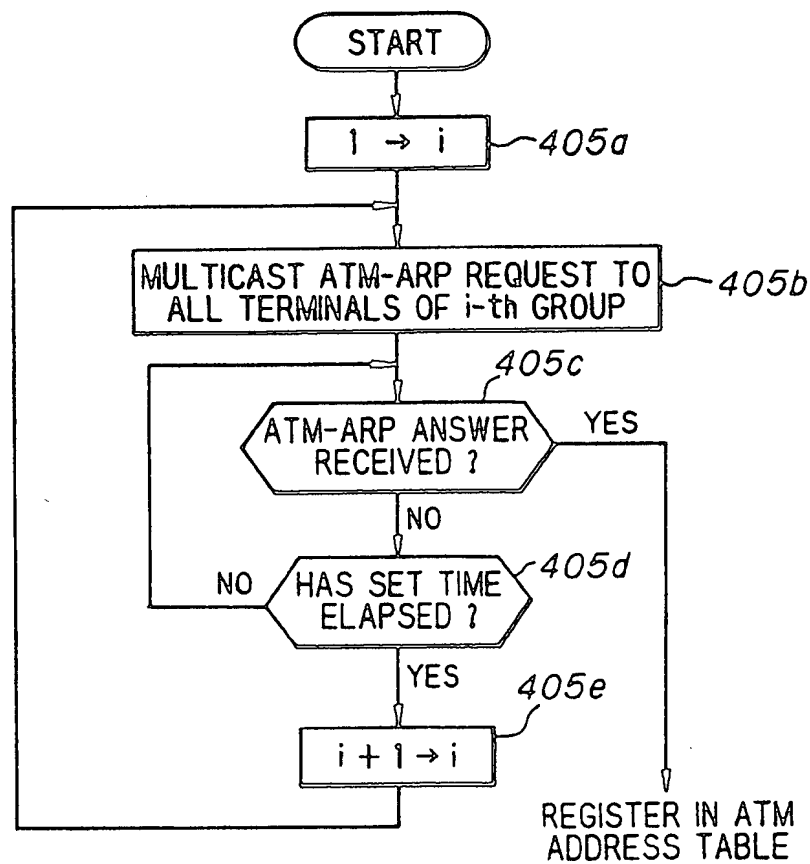 START
1 → i
405a
MULTICAST ATM-ARP REQUEST TO
ALL TERMINALS OF i-th GROUP
405b
405c
ATM-ARP ANSWER
RECEIVED ?
YES
NO
405d
NO
HAS SET TIME
ELAPSED ?
YES
405e
i + 1 → i
REGISTER IN ATM
ADDRESS TABLE